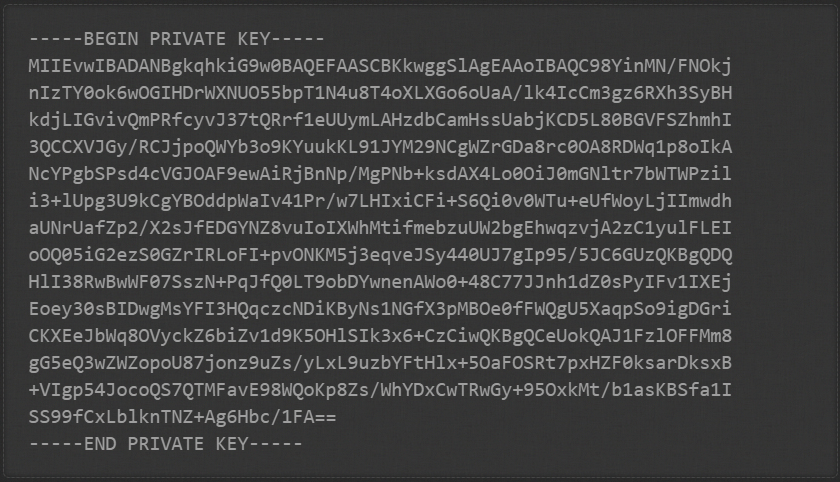 -----BEGIN PRIVATE KEY-----
MIIEvwIBADANBgkqhkiG9w0BAQEFAASCBKkwggSlAgEAAoIBAQC98YinMN/FNOkj
nIzTY0ok6wOGIHDrWXNUO55bpT1N4u8T4oXLXGo6oUaA/lk4IcCm3gz6RXh3SyBH
kdjLIGvivQmPRfcyvJ37tQRrf1eUUymLAHzdbCamHssUabjKCD5L80BGVFSZhmhI
3QCCXVJGy/RCJjpoQWYb3o9KYuukKL91JYM29NCgWZrGDa8rc0OA8RDWq1p8oIkA
NcYPgbSPsd4cVGJOAF9ewAiRjBnNp/MgPNb+ksdAX4Lo0OiJ0mGNltr7bWTWPzil
i3+lUpg3U9kCgYBOddpWaIv41Pr/w7LHIxiCFi+S6Qi0v0WTu+eUfWoyLjIImwdh
aUNrUafZp2/X2sJfEDGYNZ8vuIoIXWhMtifmebzuUW2bgEhwqzvjA2zC1yulFLEI
oOQ05iG2ezS0GZrIRLoFI+pvONKM5j3eqveJSy440UJ7gIp95/5JC6GUzQKBgQDQ
HlI38RwBwWF07SszN+PqJfQ0LT9obDYwnenAWo0+48C77JJnh1dZ0sPyIFv1IXEj
Eoey30sBIDwgMsYFI3HQqczcNDiKByNs1NGfX3pMBOe0fFWQgU5XaqpSo9igDGri
CKXEeJbWq8OVyckZ6biZv1d9K5OHlSIk3x6+CzCiwQKBgQCeUokQAJ1FzlOFFMm8
gG5eQ3wZWZopoU87jonz9uZs/yLxL9uzbYFtHlx+5OaFOSRt7pxHZF0ksarDksxB
+VIgp54JocoQS7QTMFavE98WQoKp8Zs/WhYDxCwTRwGy+95OxkMt/b1asKBSfa1I
SS99fCxLblknTNZ+Ag6Hbc/1FA==
-----END PRIVATE KEY-----